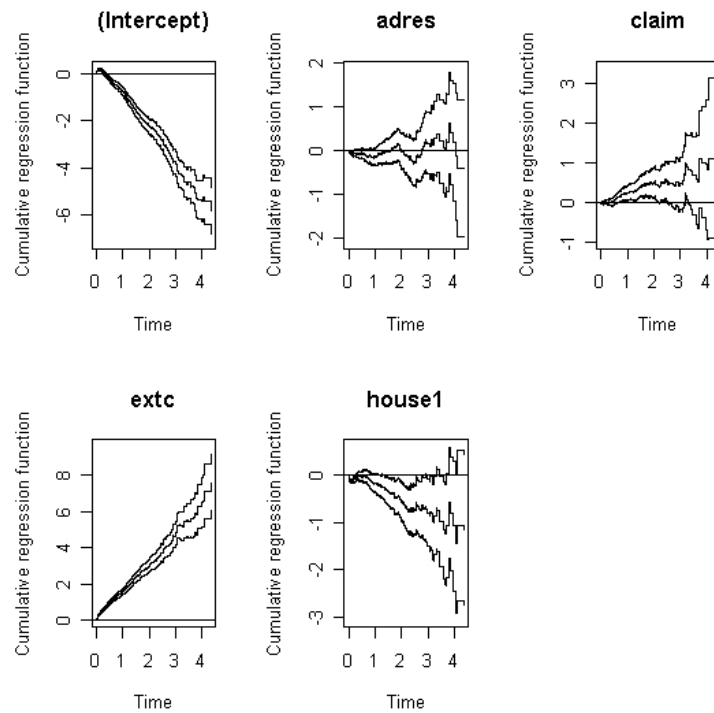 (Intercept)
Cumulative regression function
0
-2
-4
-6
0 1 2 3 4
Time
adres
Cumulative regression function
2
1
0
-1
-2
0 1 2 3 4
Time
claim
Cumulative regression function
3
2
1
0
-1
0 1 2 3 4
Time
extc
Cumulative regression function
8
6
4
2
0
0 1 2 3 4
Time
house1
Cumulative regression function
0
-1
-2
-3
0 1 2 3 4
Time